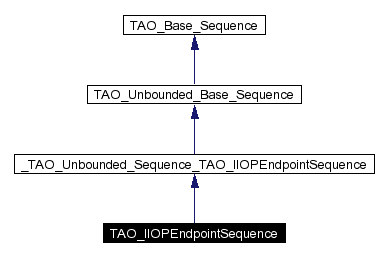 TAO_Base_Sequence
TAO_Unbounded_Base_Sequence
_TAO_Unbounded_Sequence_TAO_IIOPEndpointSequence
TAO_IIOPEndpointSequence